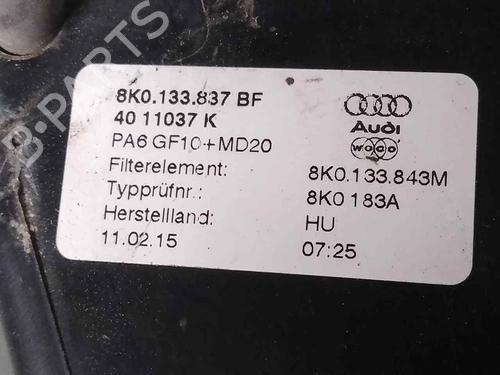 B-PARTS
8K0.133.837 BF
40 11037 K
PA6 GF10+MD20
Audi
woco
Filterelement: 8K0.133.843M
Typprüfnr.: 8K0 183A
Herstellland: HU
11.02.15 07:25